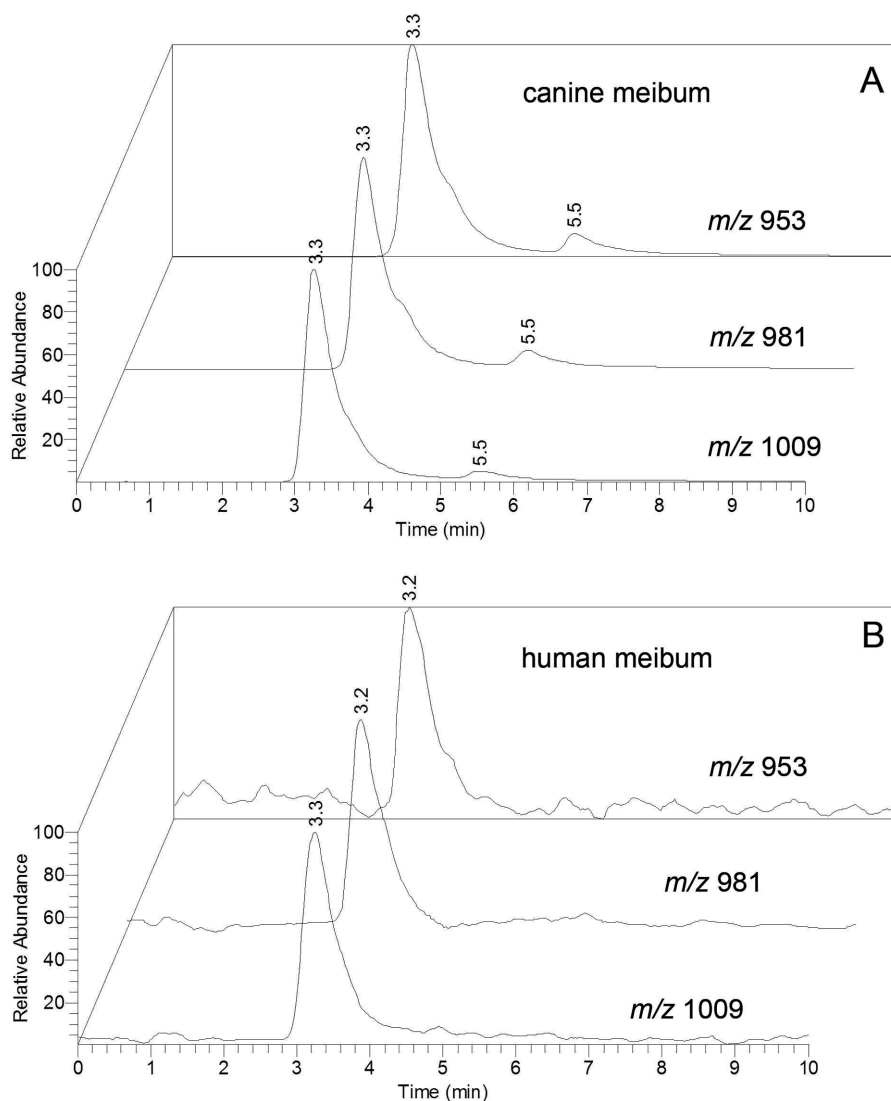 3.3
A
canine meibum
3.3
m/z 953
5.5
3.3
100
80
m/z 981
5.5
60
40
m/z 1009
5.5
20
Relative Abundance
0 1 2 3 4 5 6 7 8 9 10
Time (min)
3.2
B
human meibum
3.2
m/z 953
3.3
100
80
m/z 981
60
40
m/z 1009
20
Relative Abundance
0 1 2 3 4 5 6 7 8 9 10
Time (min)